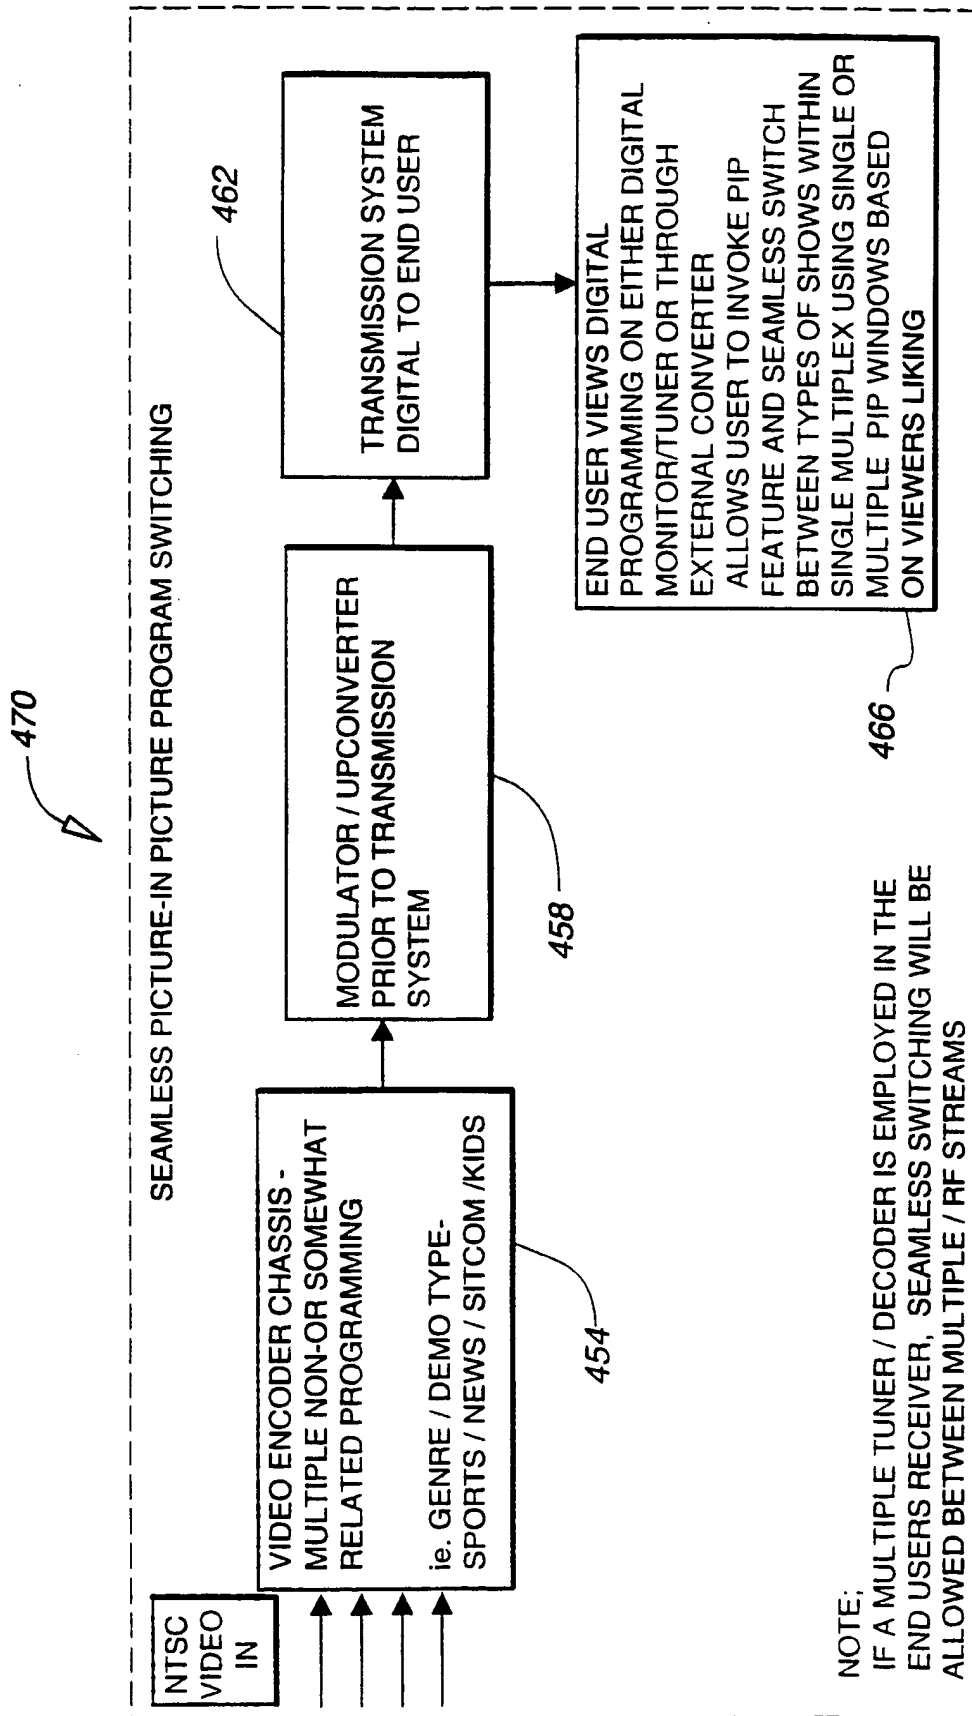 470
SEAMLESS PICTURE-IN PICTURE PROGRAM SWITCHING
NTSC
VIDEO
IN
VIDEO ENCODER CHASSIS -
MULTIPLE NON-OR SOMEWHAT
RELATED PROGRAMMING
ie. GENRE / DEMO TYPE-
SPORTS / NEWS / SITCOM /KIDS
454
MODULATOR / UPCONVERTER
PRIOR TO TRANSMISSION
SYSTEM
458
TRANSMISSION SYSTEM
DIGITAL TO END USER
462
END USER VIEWS DIGITAL
PROGRAMMING ON EITHER DIGITAL
MONITOR/TUNER OR THROUGH
EXTERNAL CONVERTER
ALLOWS USER TO INVOKE PIP
FEATURE AND SEAMLESS SWITCH
BETWEEN TYPES OF SHOWS WITHIN
SINGLE MULTIPLEX USING SINGLE OR
MULTIPLE PIP WINDOWS BASED
ON VIEWERS LIKING
466
NOTE;
IF A MULTIPLE TUNER / DECODER IS EMPLOYED IN THE
END USERS RECEIVER, SEAMLESS SWITCHING WILL BE
ALLOWED BETWEEN MULTIPLE / RF STREAMS